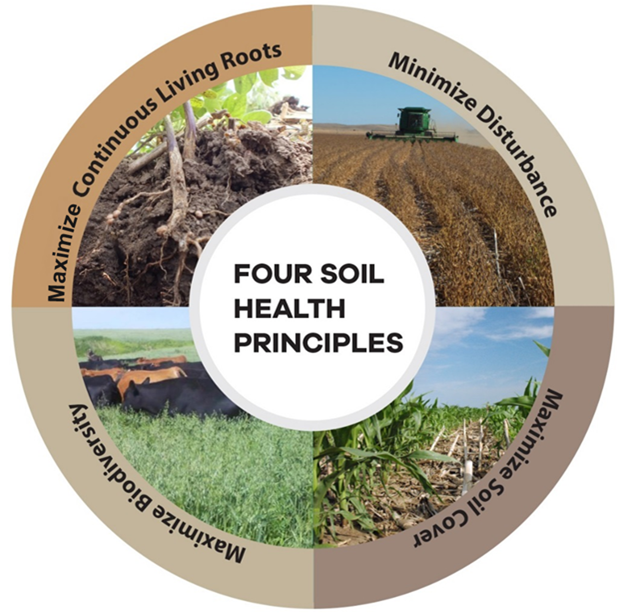 Maximize Continuous Living Roots
Minimize Disturbance
FOUR SOIL
HEALTH
PRINCIPLES
Maximize Biodiversity
Maximize Soil Cover